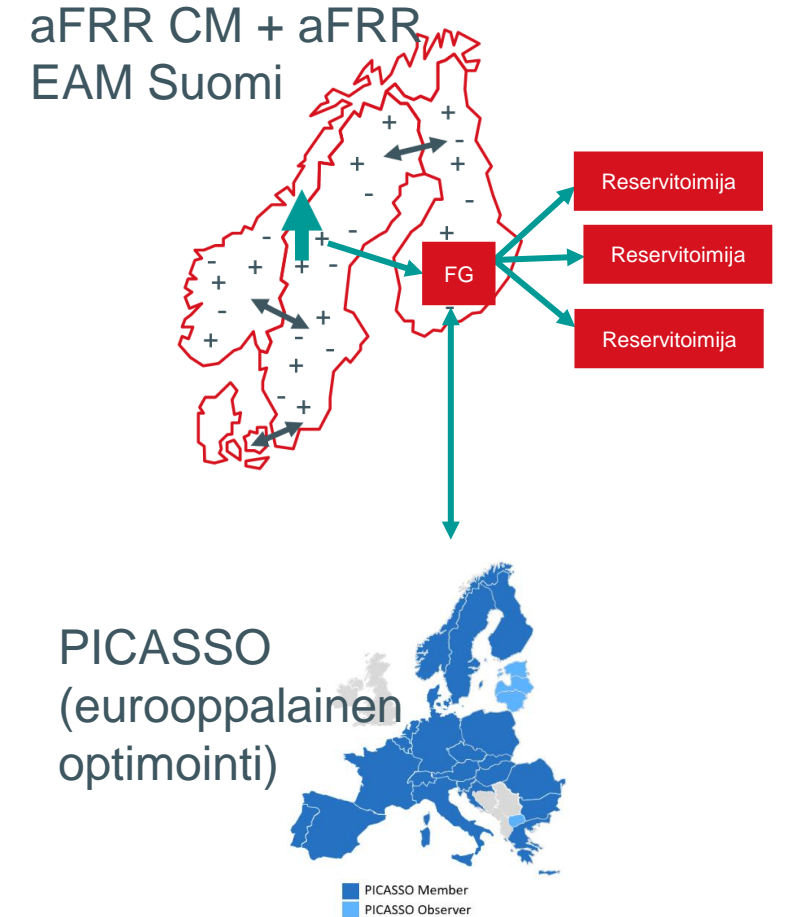 aFRR CM + aFRR
EAM Suomi
Reservitoimija
Reservitoimija
FG
Reservitoimija
PICASSO
(eurooppalainen
optimointi)
PICASSO Member
PICASSO Observer